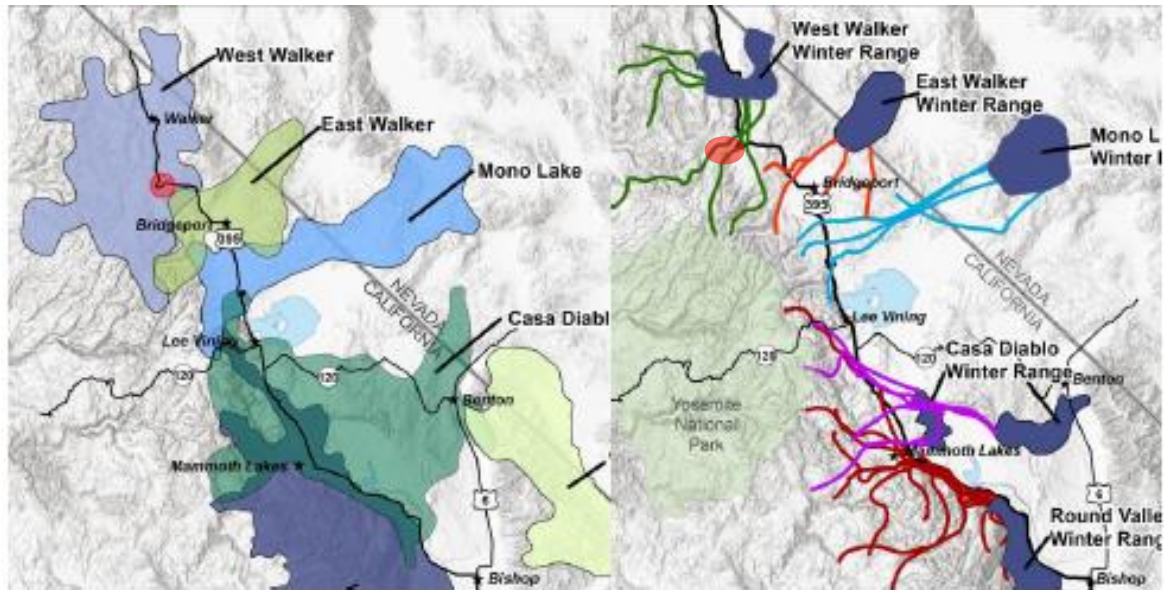 West Walker
Walker
East Walker
Mono Lake
Bridgeport
395
NEVADA
CALIFORNIA
Casa Diabl
Lee Vining
120
120
Benton
Mammoth Lakes
6
Bishop
West Walker
Winter Range
East Walker
Winter Range
Mono L
Winter
Bridgeport
395
NEVADA
CALIFORNIA
Lee Vining
120
120
Casa Diablo
Winter Range
Benton
Yosemite
National
Park
Mammoth Lakes
6
Round Valle
Winter Rang
Bishop